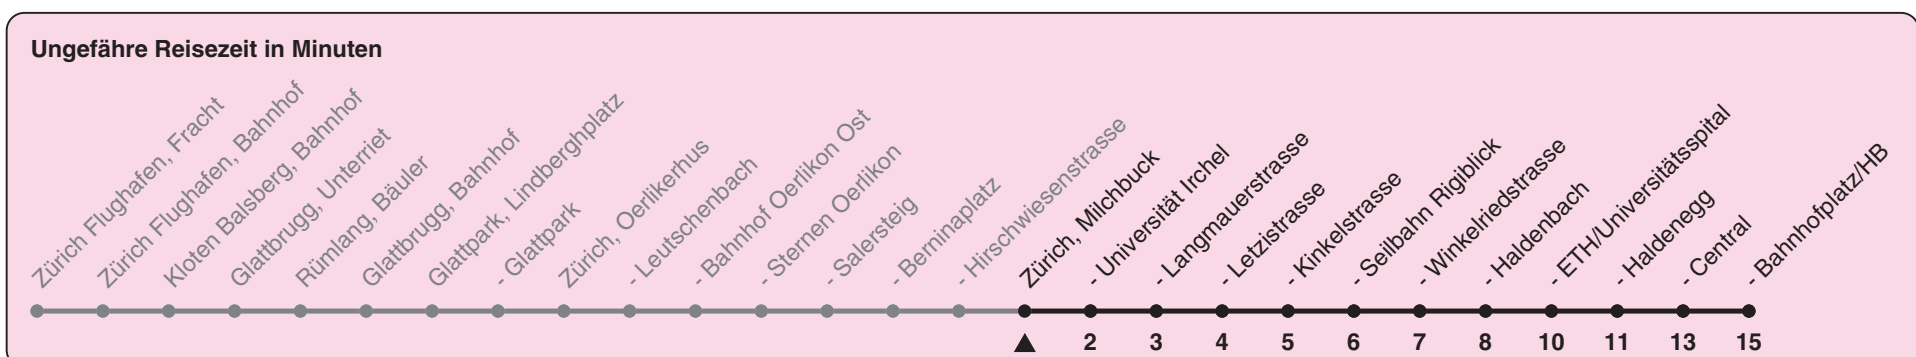 Ungefähre Reisezeit in Minuten
Zürich Flughafen, Fracht
Zürich Flughafen, Bahnhof
Kloten Balsberg, Bahnhof
Glattbrugg, Unterriet
Rümlang, Bäuler
Glattbrugg, Bahnhof
Glattpark, Lindberghplatz
- Glattpark
Zürich, Oerlikerhus
- Leutschenbach
- Bahnhof Oerlikon Ost
- Sternen Oerlikon
- Salersteig
- Berninaplatz
- Hirschwiesenstrasse
Zürich, Milchbuck
- Universität Irchel
- Langmauerstrasse
- Letzistrasse
- Kinkelstrasse
- Seilbahn Rigiblick
- Winkelriedstrasse
- Haldenbach
- ETH/Universitätsspital
- Haldenegg
- Central
- Bahnhofplatz/HB
2 3 4 5 6 7 8 10 11 13 15